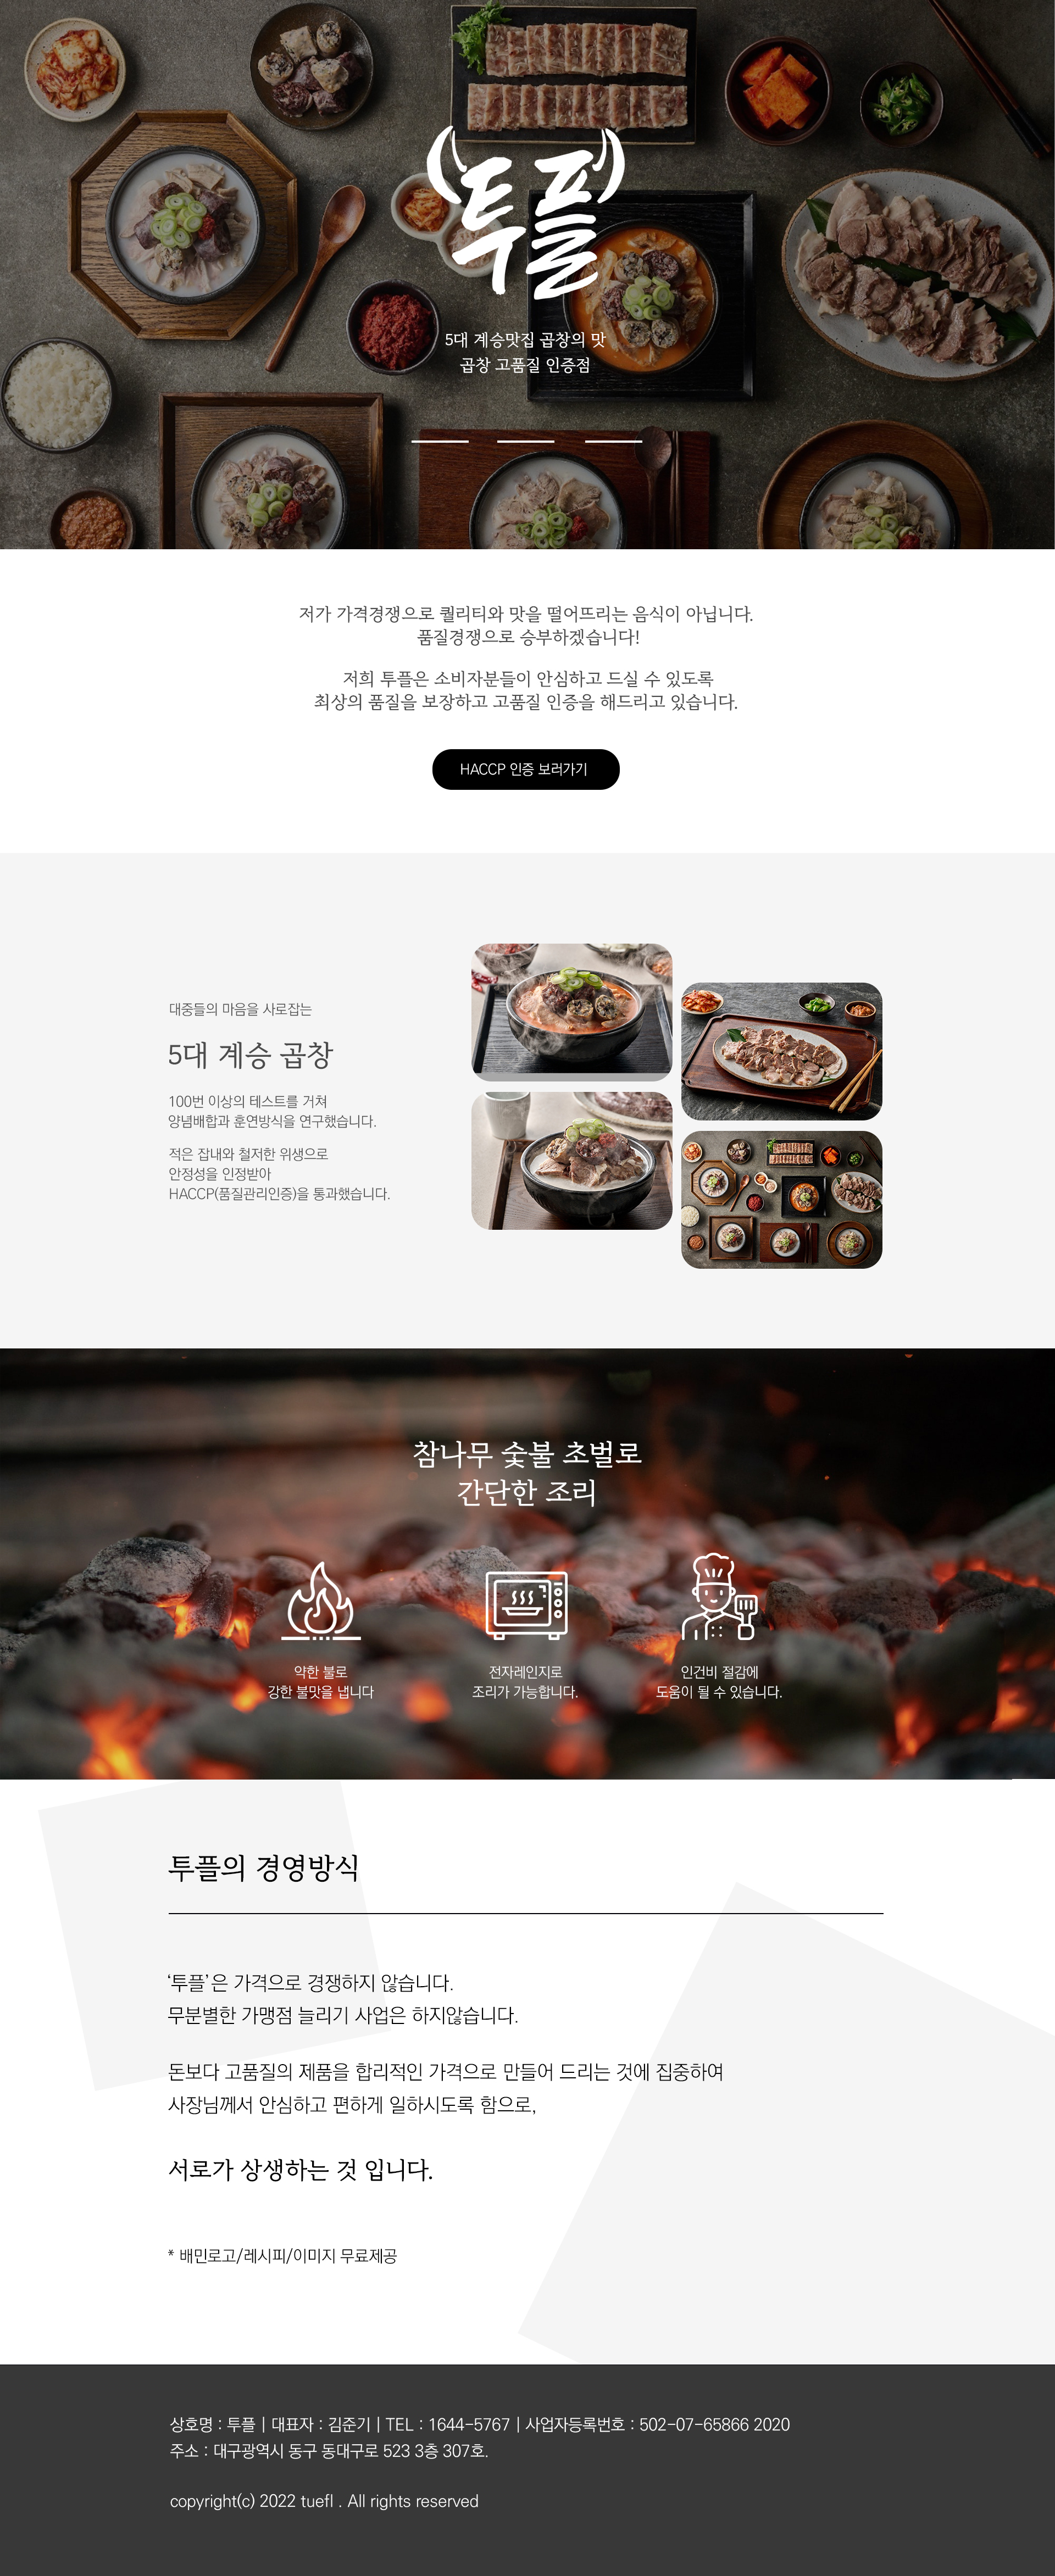 투플
5대 계승맛집 곱창의 맛
곱창 고품질 인증점
저가 가격경쟁으로 퀄리티와 맛을 떨어뜨리는 음식이 아닙니다.
품질경쟁으로 승부하겠습니다!
저희 투플은 소비자분들이 안심하고 드실 수 있도록
최상의 품질을 보장하고 고품질 인증을 해드리고 있습니다.
HACCP 인증 보러가기
대중들의 마음을 사로잡는
5대 계승 곱창
100번 이상의 테스트를 거쳐
양념배합과 훈연방식을 연구했습니다.
적은 잡내와 철저한 위생으로
안정성을 인정받아
HACCP(품질관리인증)을 통과했습니다.
참나무 숯불 초벌로
간단한 조리
약한 불로
강한 불맛을 냅니다
전자레인지로
조리가 가능합니다.
인건비 절감에
도움이 될 수 있습니다.
투플의 경영방식
‘투플’은 가격으로 경쟁하지 않습니다.
무분별한 가맹점 늘리기 사업은 하지않습니다.
돈보다 고품질의 제품을 합리적인 가격으로 만들어 드리는 것에 집중하여
사장님께서 안심하고 편하게 일하시도록 함으로,
서로가 상생하는 것 입니다.
* 배민로고/레시피/이미지 무료제공
상호명 : 투플 | 대표자 : 김준기 | TEL : 1644-5767 | 사업자등록번호 : 502-07-65866 2020
주소 : 대구광역시 동구 동대구로 523 3층 307호.
copyright(c) 2022 tuefl . All rights reserved